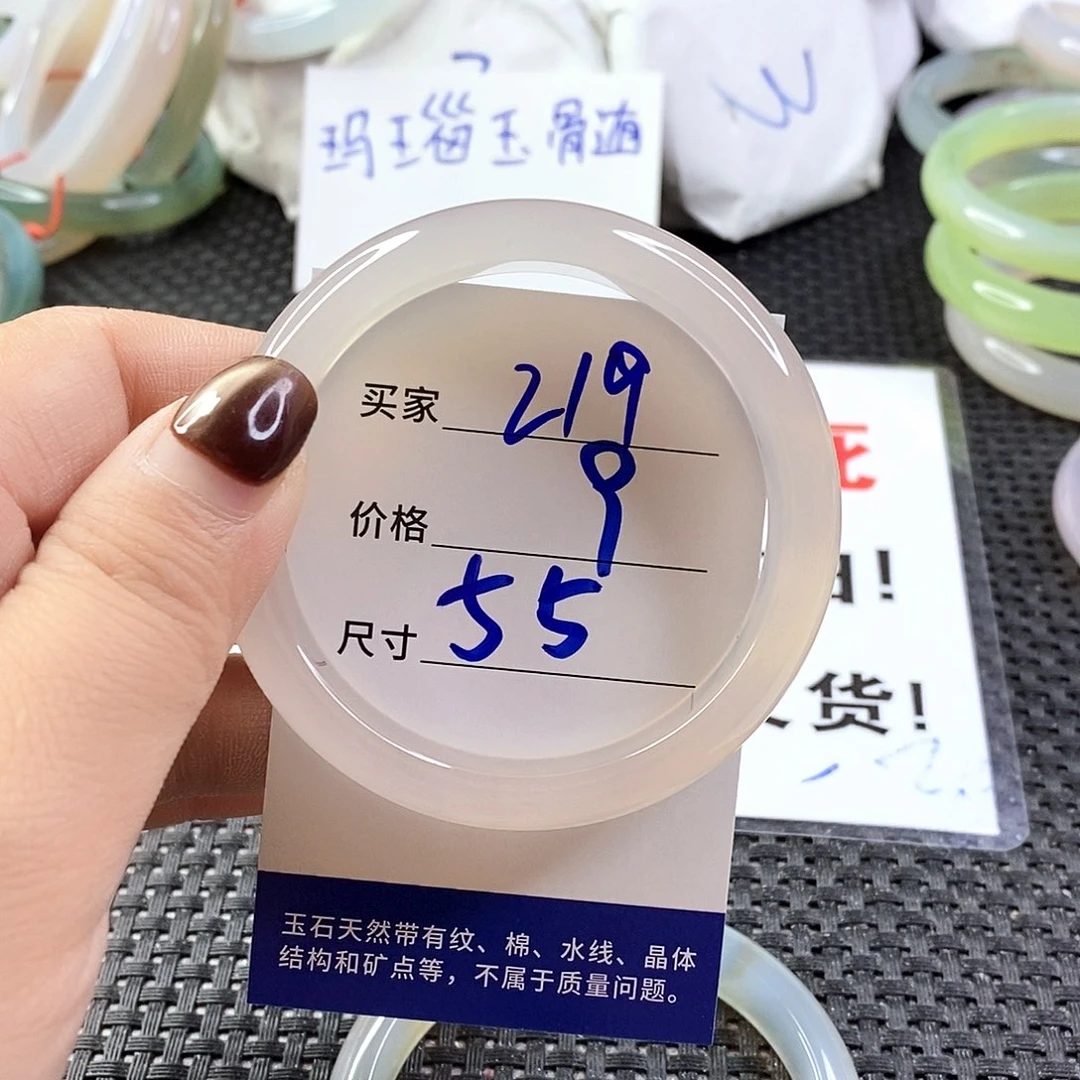 玛瑙玉骨髓
买家 219
价格 9
尺寸 55
玉石天然带有纹、棉、水线、晶体
结构和矿点等，不属于质量问题。
死
!
货!